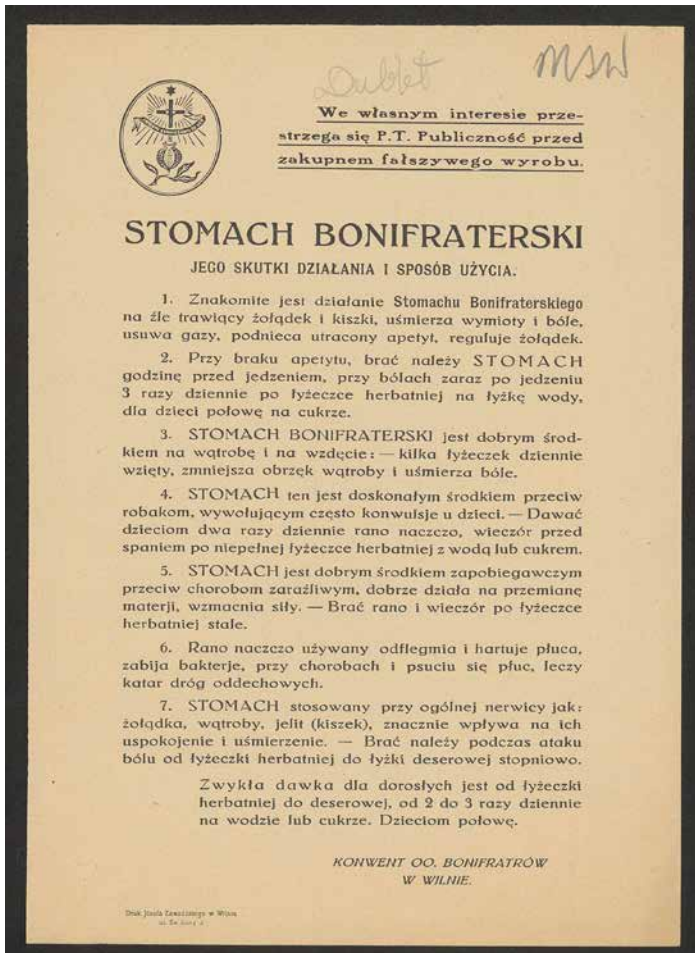 Dublet
MSW
We własnym interesie prze-
strzega się P.T. Publiczność przed
zakupnem fałszywego wyrobu.
STOMACH BONIFRATERSKI
JEGO SKUTKI DZIAŁANIA I SPOSÓB UŻYCIA.
1. Znakomite jest działanie Stomachu Bonifraterskiego
na źle trawiący żołądek i kiszki, uśmierza wymioty i bóle,
usuwa gazy, podnieca utracony apetyt, reguluje żołądek.
2. Przy braku apetytu, brać należy STOMACH
godzinę przed jedzeniem, przy bólach zaraz po jedzeniu
3 razy dziennie po łyżeczce herbatniej na łyżkę wody,
dla dzieci połowę na cukrze.
3. STOMACH BONIFRATERSKI jest dobrym środ-
kiem na wątrobę i na wzdęcie: — kilka łyżeczek dziennie
wzięty, zmniejsza obrzęk wątroby i uśmierza bóle.
4. STOMACH ten jest doskonałym środkiem przeciw
robakom, wywołującym często konwulsje u dzieci. — Dawać
dzieciom dwa razy dziennie rano naczczo, wieczór przed
spaniem po niepełnej łyżeczce herbatniej z wodą lub cukrem.
5. STOMACH jest dobrym środkiem zapobiegawczym
przeciw chorobom zaraźliwym, dobrze działa na przemianę
materji, wzmacnia siły. — Brać rano i wieczór po łyżeczce
herbatniej stale.
6. Rano naczczo używany odflegmia i hartuje płuca,
zabija bakterje, przy chorobach i psuciu się płuc, leczy
katar dróg oddechowych.
7. STOMACH stosowany przy ogólnej nerwicy jak:
żołądka, wątroby, jelit (kiszek), znacznie wpływa na ich
uspokojenie i uśmierzenie. — Brać należy podczas ataku
bólu od łyżeczki herbatniej do łyżki deserowej stopniowo.
Zwykła dawka dla dorosłych jest od łyżeczki
herbatniej do deserowej, od 2 do 3 razy dziennie
na wodzie lub cukrze. Dzieciom połowę.
KONWENT OO. BONIFRATRÓW
W WILNIE.
Druk Józefa Zawadzkiego w Wilnie